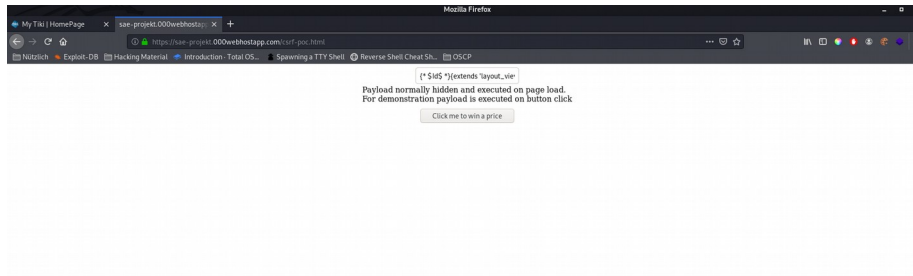 Mozilla Firefox
My Tiki | HomePage
sae-projekt.000webhostapp
https://sae-projekt.000webhostapp.com/csrf-poc.html
Nützlich Exploit-DB Hacking Material Introduction - Total OS... Spawning a TTY Shell Reverse Shell Cheat Sh... OSCP
{* $Id$ *}{extends 'layout_vie
Payload normally hidden and executed on page load.
For demonstration payload is executed on button click
Click me to win a price